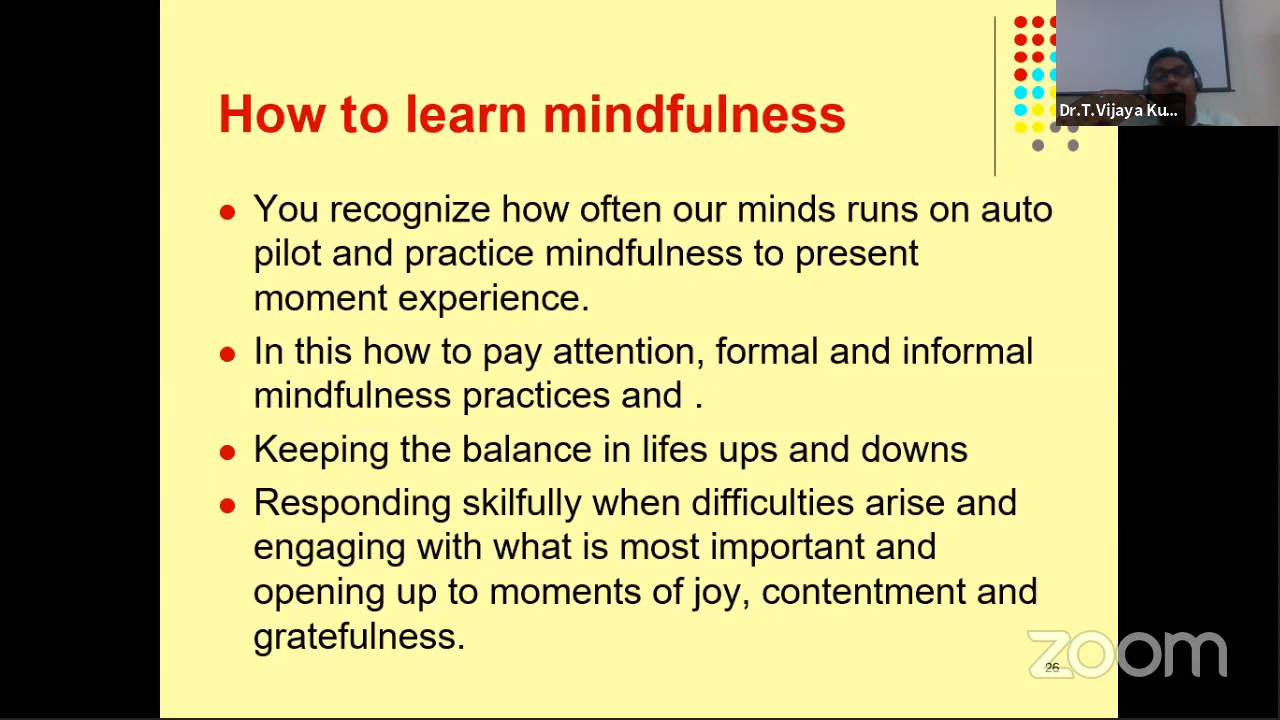 How to learn mindfulness
Dr.T.Vijaya Ku...
You recognize how often our minds runs on auto
pilot and practice mindfulness to present
moment experience.
In this how to pay attention, formal and informal
mindfulness practices and .
Keeping the balance in lifes ups and downs
Responding skilfully when difficulties arise and
engaging with what is most important and
opening up to moments of joy, contentment and
gratefulness.
26
zoom